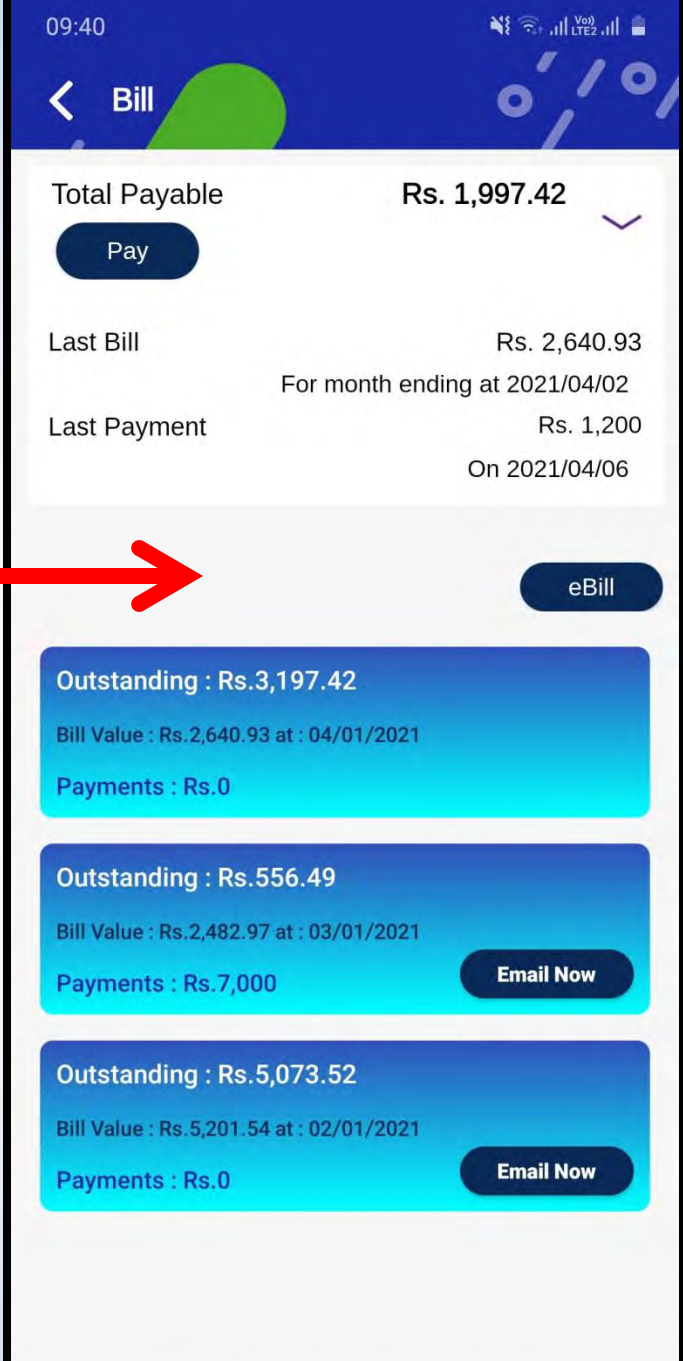 09:40
Vo)) LTE2
Bill
Total Payable Rs. 1,997.42
Pay
Last Bill Rs. 2,640.93
For month ending at 2021/04/02
Last Payment Rs. 1,200
On 2021/04/06
eBill
Outstanding : Rs.3,197.42
Bill Value : Rs.2,640.93 at : 04/01/2021
Payments : Rs.0
Outstanding : Rs.556.49
Bill Value : Rs.2,482.97 at : 03/01/2021
Payments : Rs.7,000
Email Now
Outstanding : Rs.5,073.52
Bill Value : Rs.5,201.54 at : 02/01/2021
Payments : Rs.0
Email Now